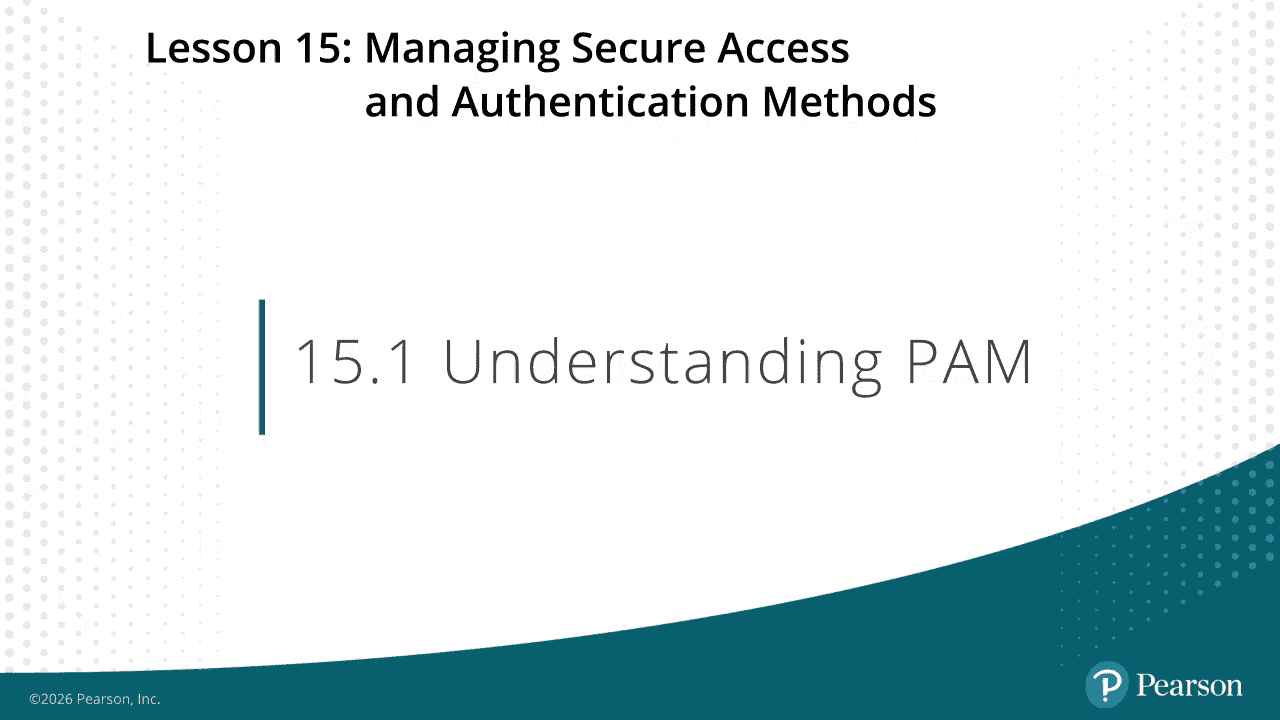 Lesson 15: Managing Secure Access
and Authentication Methods
15.1 Understanding PAM
©2026 Pearson, Inc.
Pearson